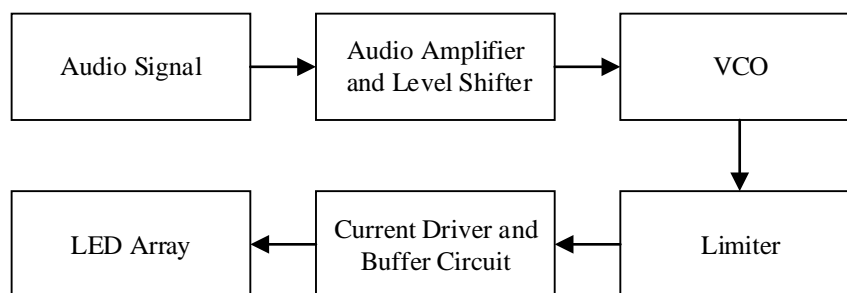 Audio Signal
Audio Amplifier
and Level Shifter
VCO
LED Array
Current Driver and
Buffer Circuit
Limiter